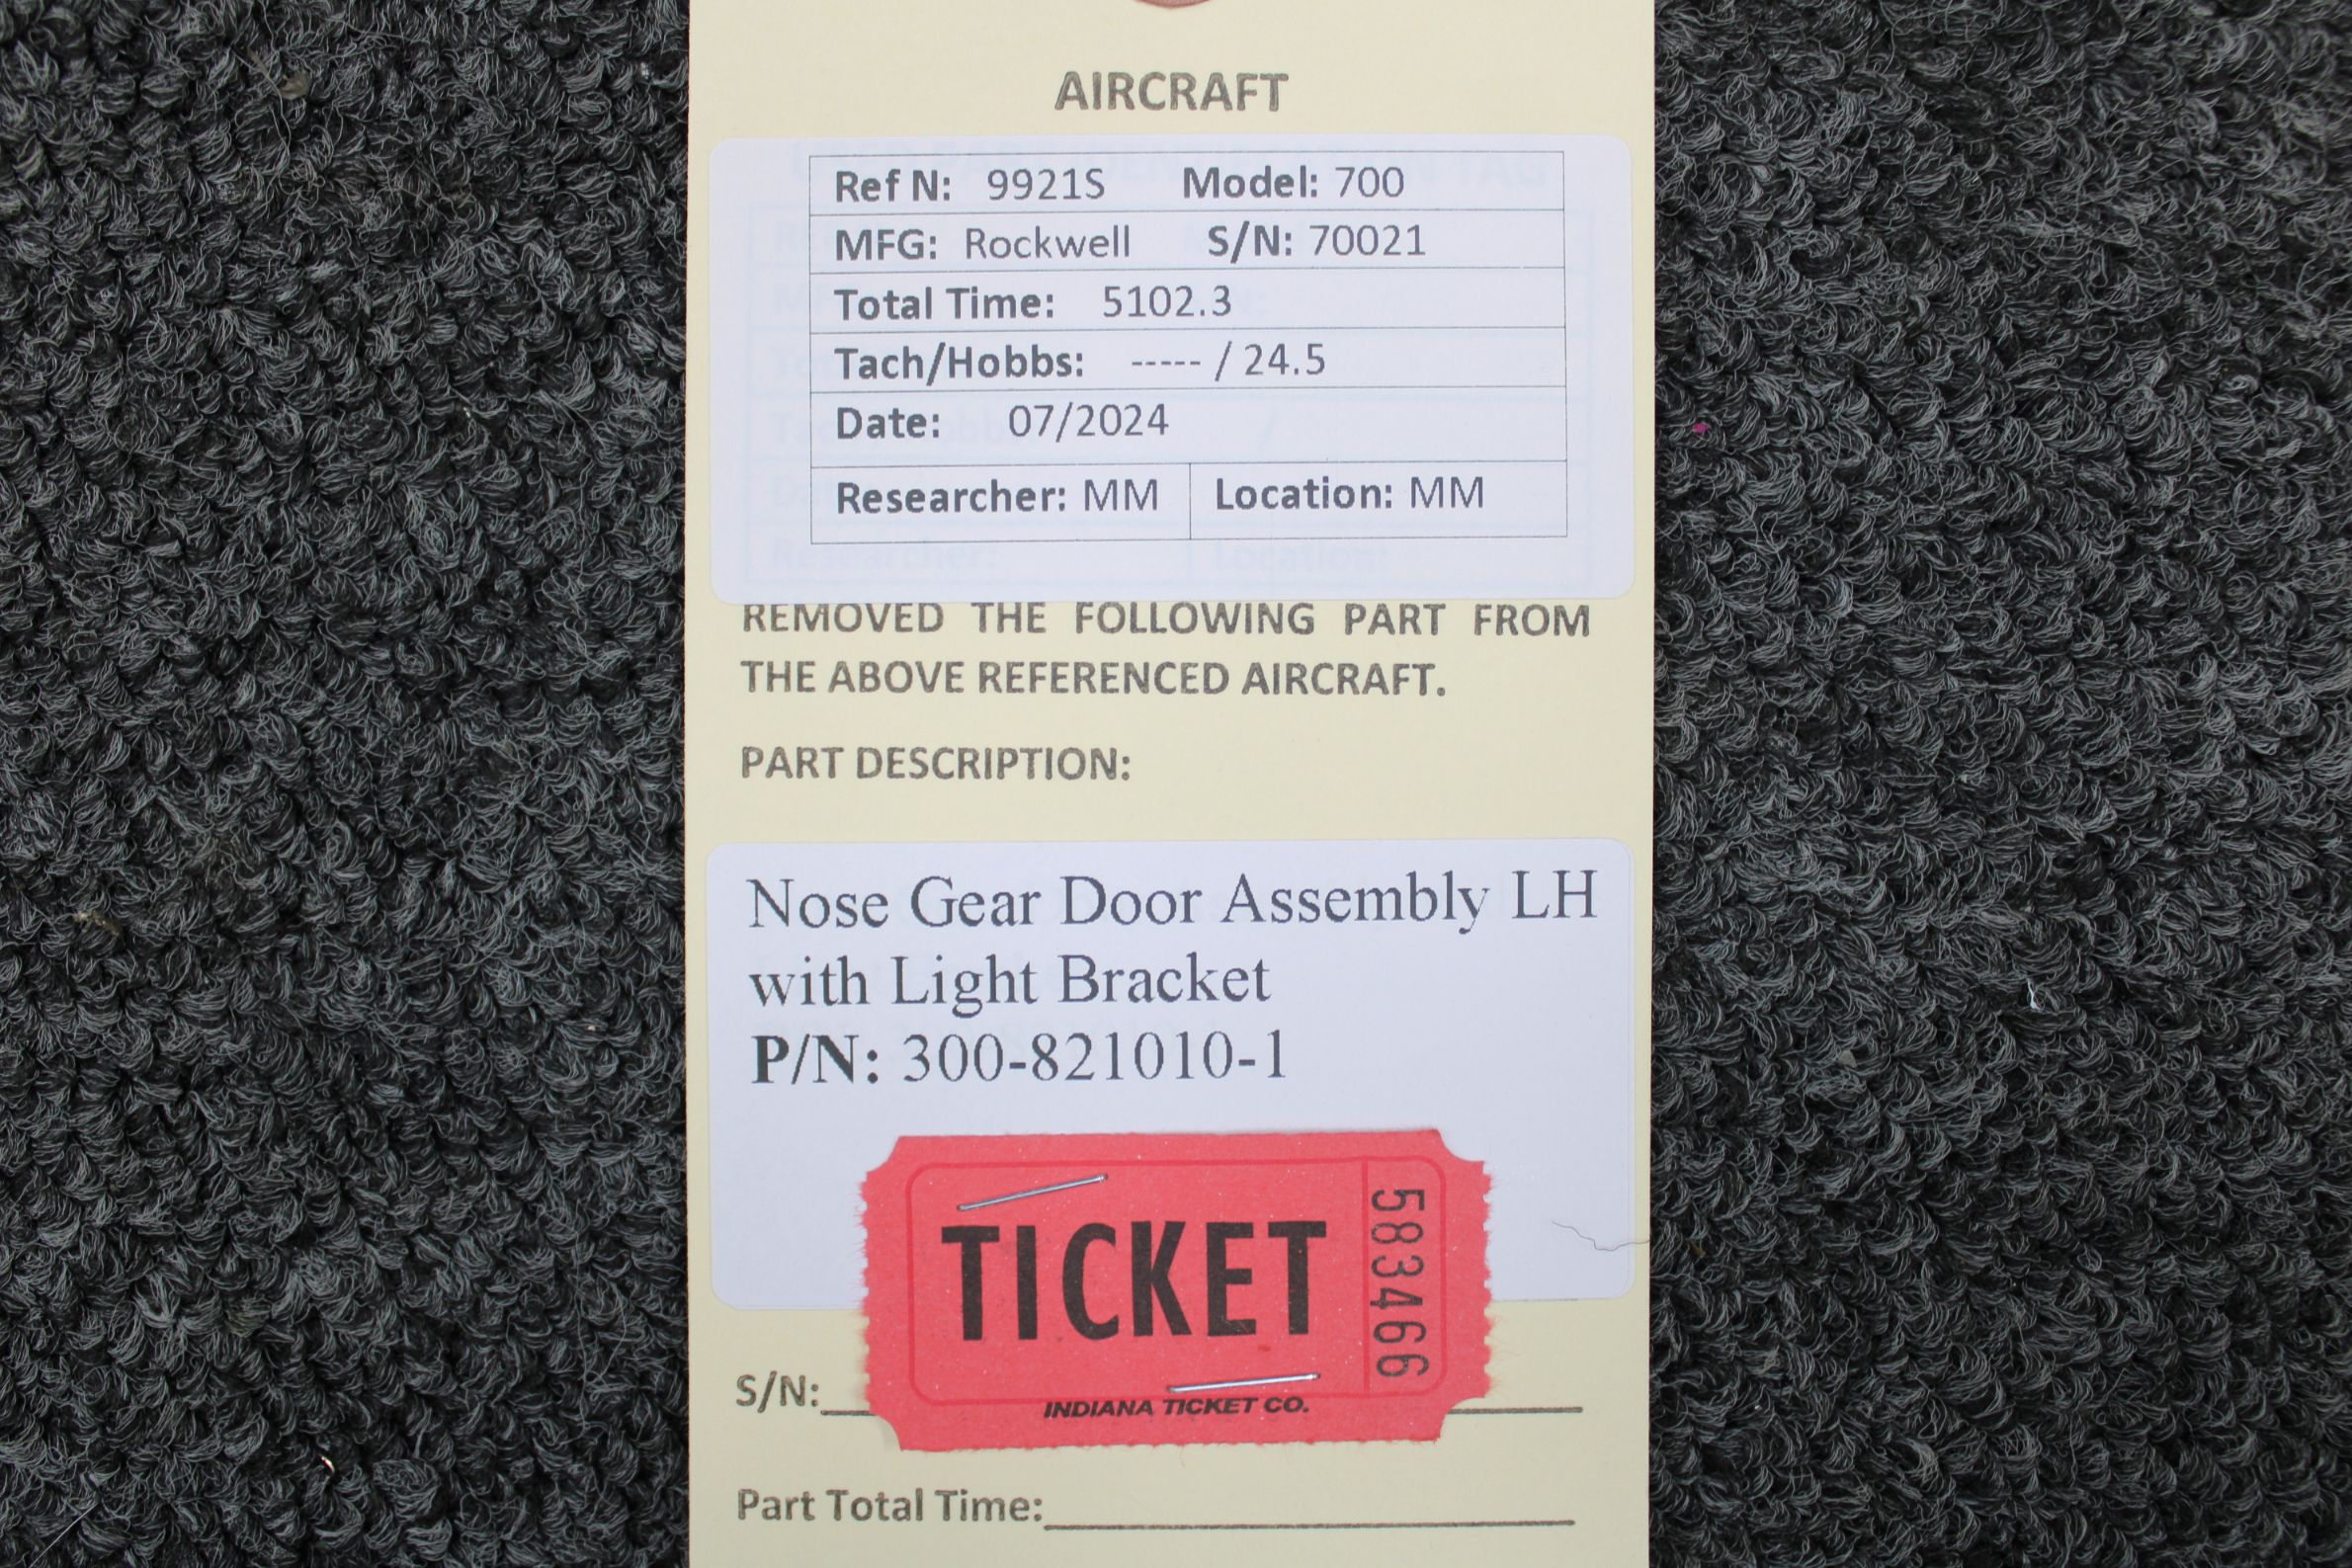 AIRCRAFT
Ref N: 9921S Model: 700
MFG: Rockwell S/N: 70021
Total Time: 5102.3
Tach/Hobbs: ----- / 24.5
Date: 07/2024
Researcher: MM Location: MM
REMOVED THE FOLLOWING PART FROM
THE ABOVE REFERENCED AIRCRAFT.
PART DESCRIPTION:
Nose Gear Door Assembly LH
with Light Bracket
P/N: 300-821010-1
TICKET
583466
INDIANA TICKET CO.
S/N:
Part Total Time: